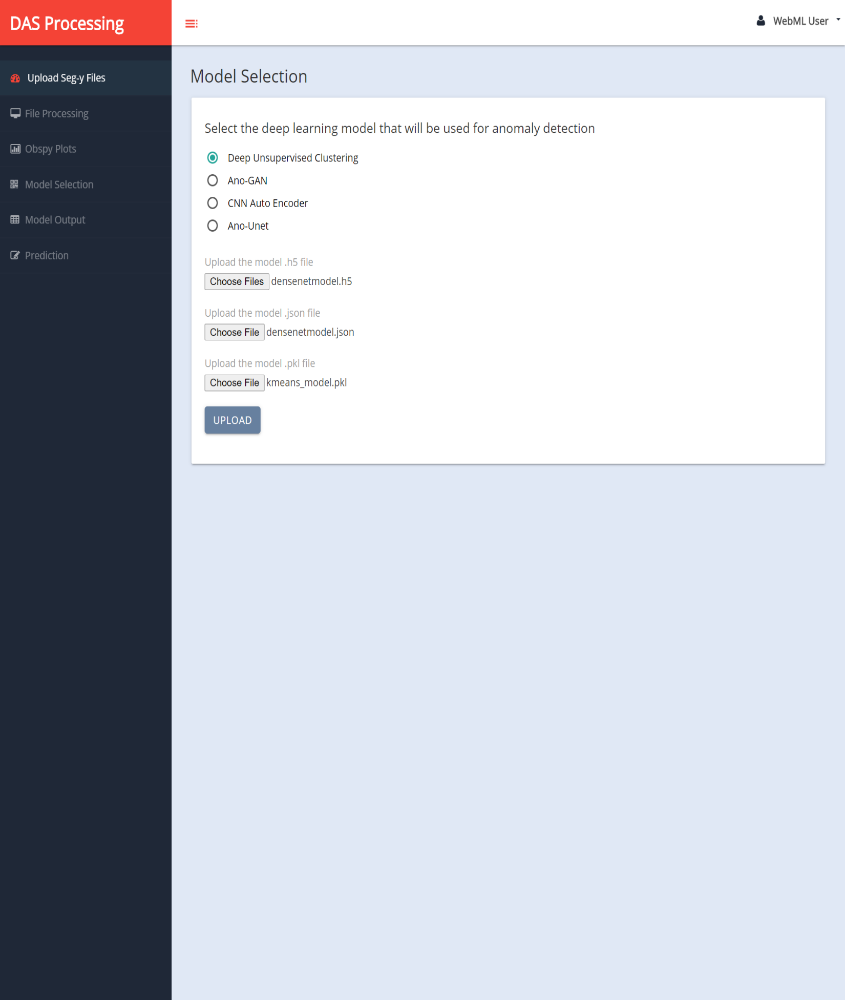 DAS Processing
WebML User
Upload Seg-y Files
File Processing
Obspy Plots
Model Selection
Model Output
Prediction
Model Selection
Select the deep learning model that will be used for anomaly detection
Deep Unsupervised Clustering
Ano-GAN
CNN Auto Encoder
Ano-Unet
Upload the model .h5 file
Choose Files densenetmodel.h5
Upload the model .json file
Choose File densenetmodel.json
Upload the model .pkl file
Choose File kmeans_model.pkl
UPLOAD